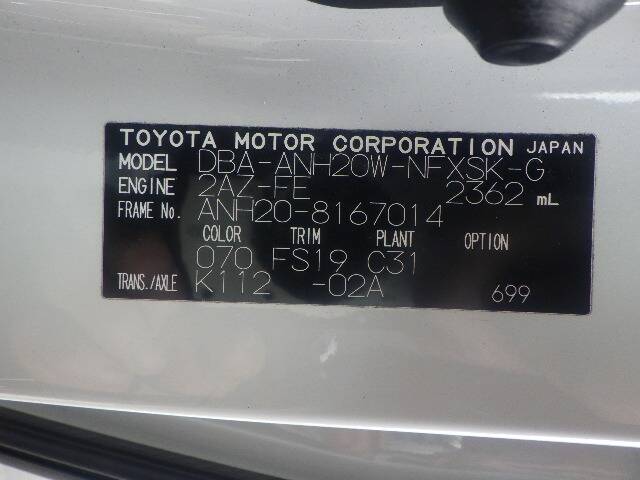 TOYOTA MOTOR CORPORATION JAPAN
MODEL DBA-ANH20W-NFXSK-G
ENGINE 2AZ-FE 2362 mL
FRAME No. ANH20-8167014
COLOR TRIM PLANT OPTION
070 FS19 C31
TRANS./AXLE K112 -02A 699